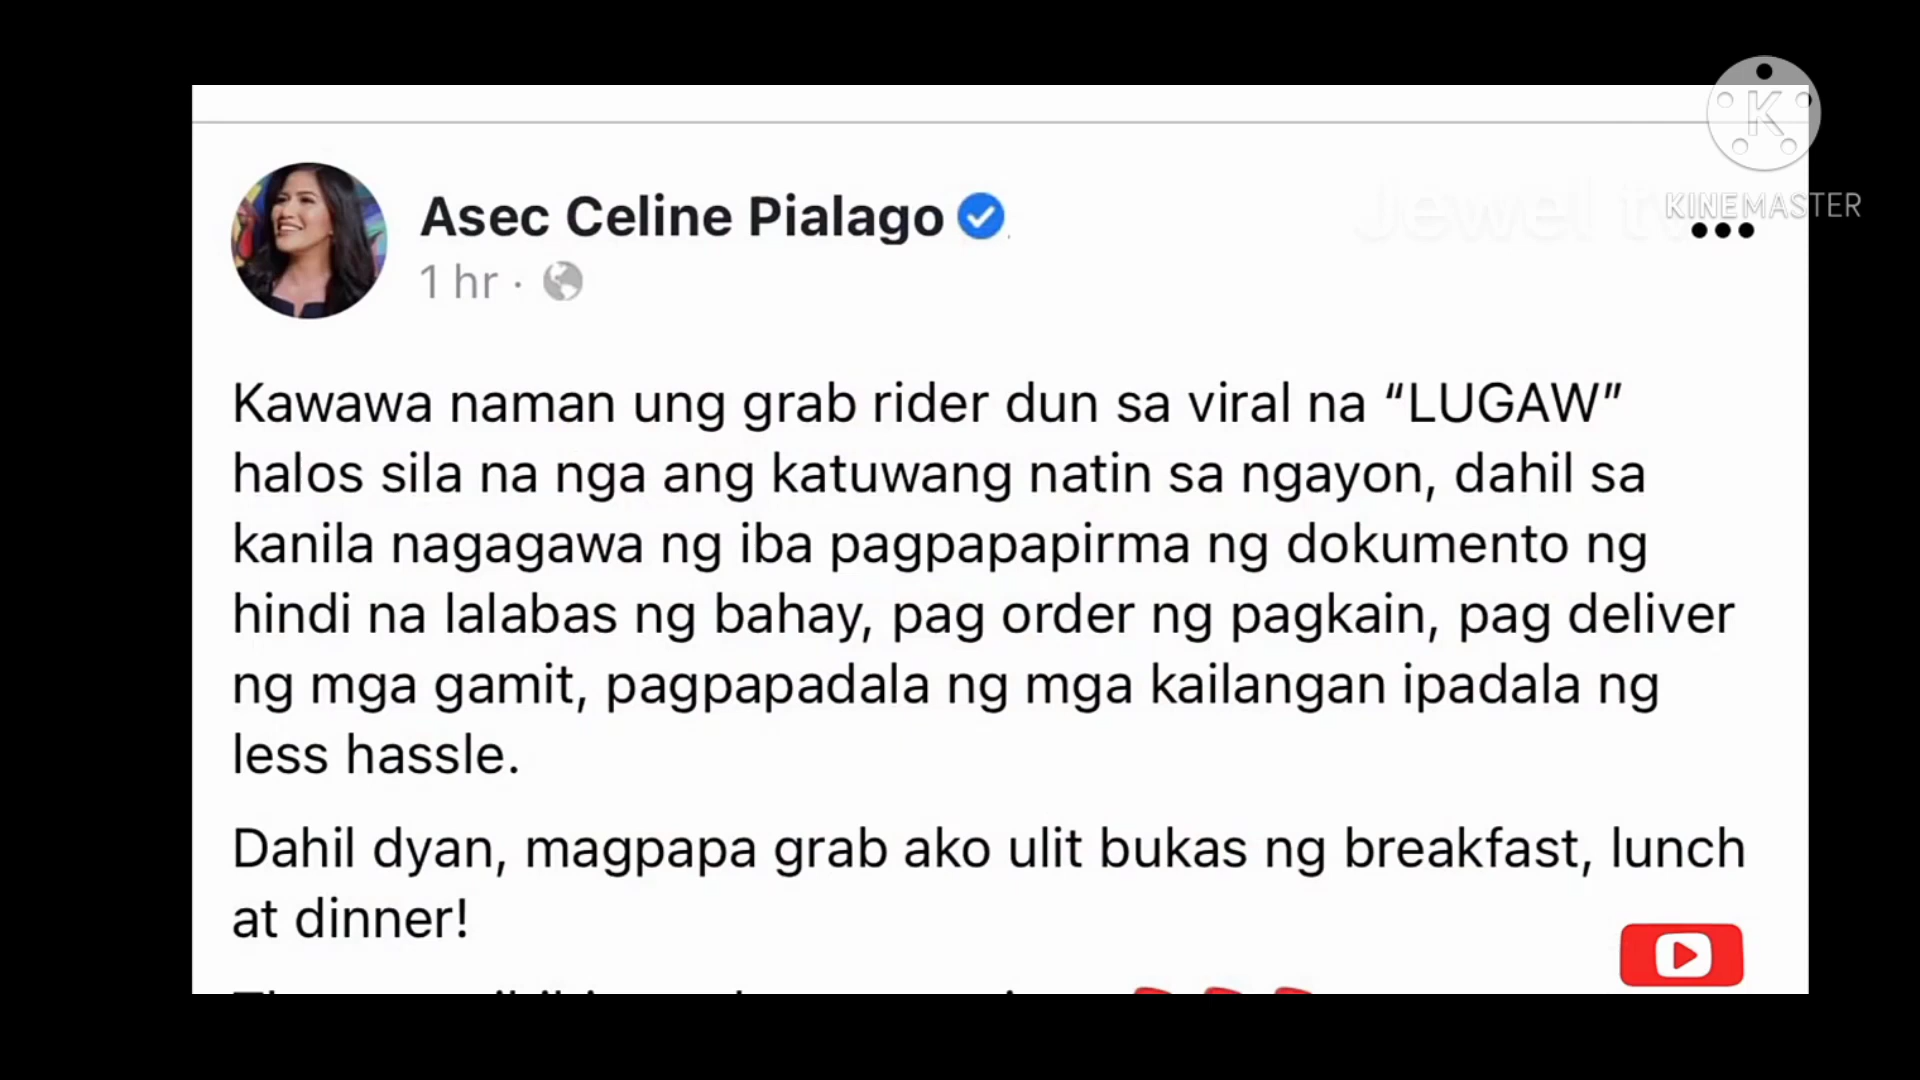 K
KINEMASTER
Jewel tv
Asec Celine Pialago
1 hr ·
Kawawa naman ung grab rider dun sa viral na “LUGAW”
halos sila na nga ang katuwang natin sa ngayon, dahil sa
kanila nagagawa ng iba pagpapapirma ng dokumento ng
hindi na lalabas ng bahay, pag order ng pagkain, pag deliver
ng mga gamit, pagpapadala ng mga kailangan ipadala ng
less hassle.
Dahil dyan, magpapa grab ako ulit bukas ng breakfast, lunch
at dinner!